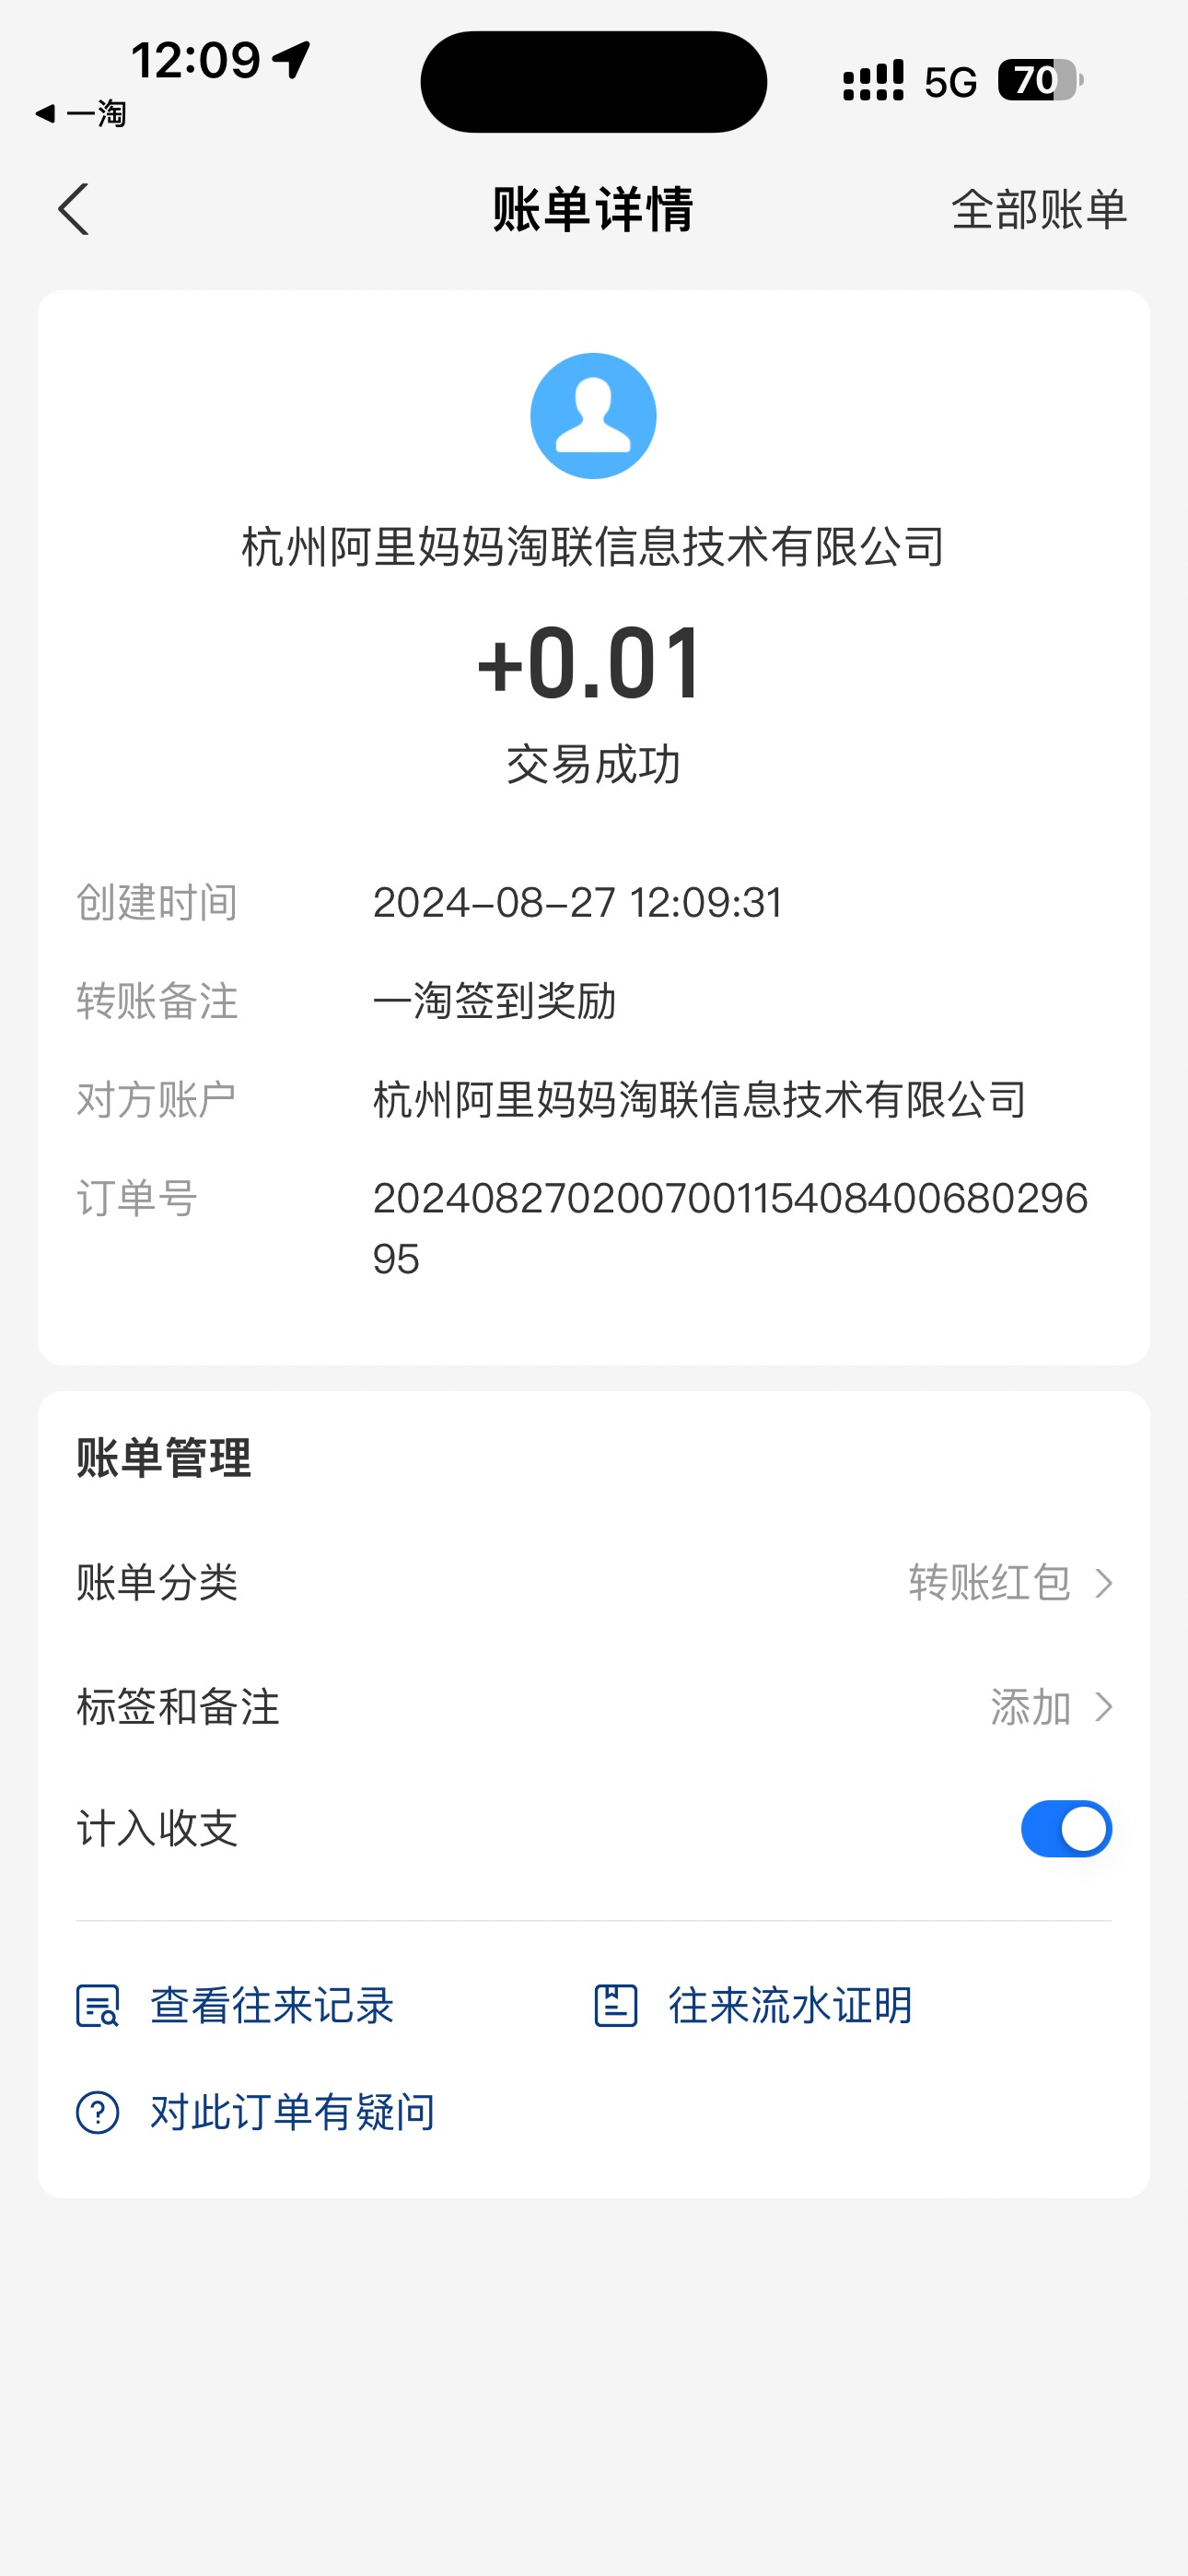 12:09
5G
70
一淘
账单详情
全部账单
杭州阿里妈妈淘联信息技术有限公司
+0.01
交易成功
创建时间 2024-08-27 12:09:31
转账备注 一淘签到奖励
对方账户 杭州阿里妈妈淘联信息技术有限公司
订单号 20240827020070011540840068029​6
95
账单管理
账单分类 转账红包
标签和备注 添加
计入收支
查看往来记录 往来流水证明
对此订单有疑问